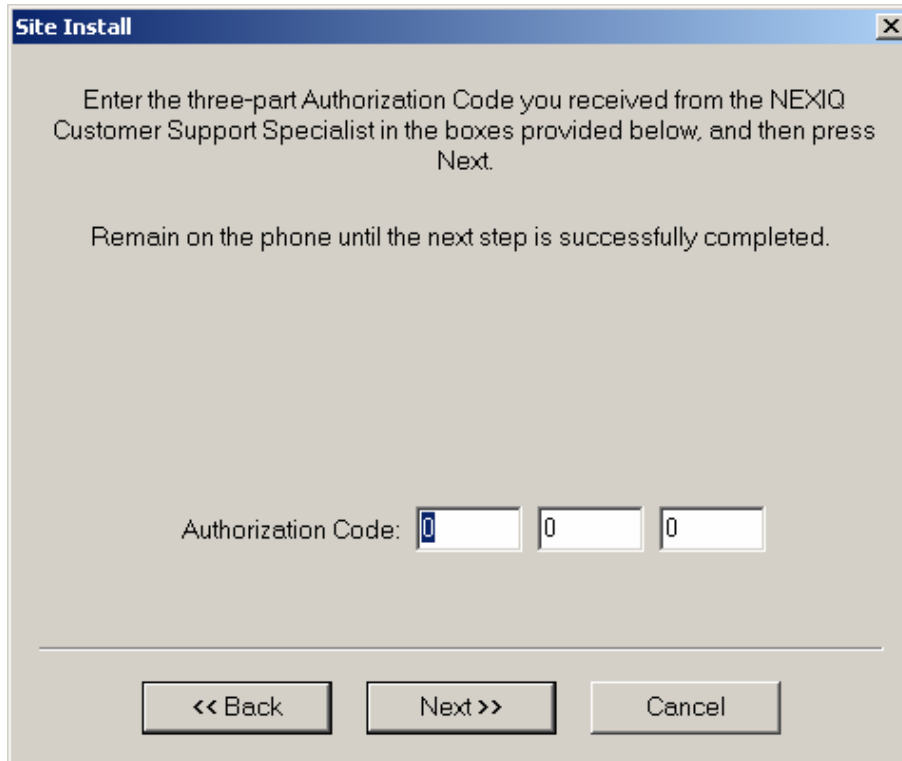 Site Install
Enter the three-part Authorization Code you received from the NEXIQ
Customer Support Specialist in the boxes provided below, and then press
Next.
Remain on the phone until the next step is successfully completed.
Authorization Code: 0 0 0
<< Back Next >> Cancel